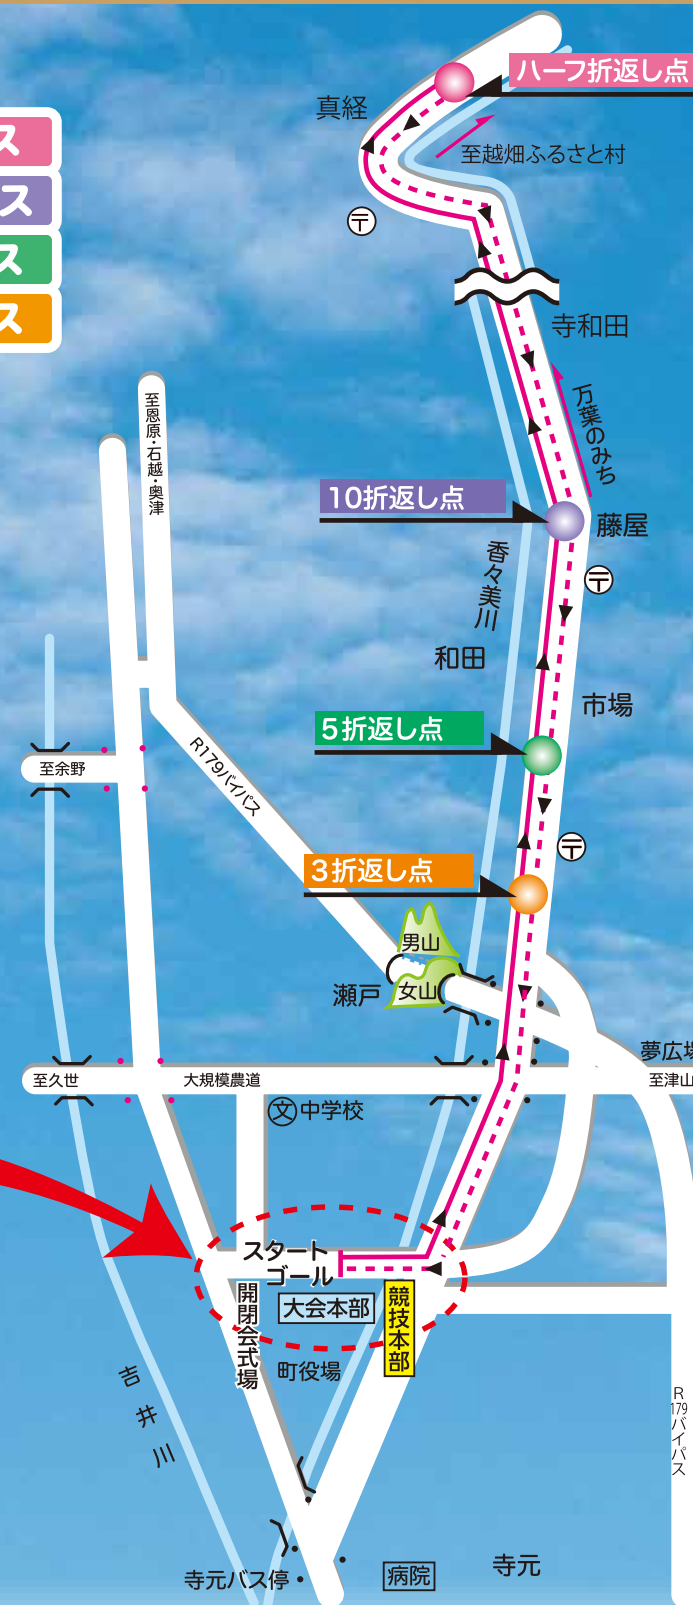 ハーフ折返し点
真経
至越畑ふるさと村
ス
ス
ス
ス
〒
寺和田
万葉のみち
至恩原・石越・奥津
10折返し点
藤屋
香々美川
〒
和田
市場
5折返し点
R179バイパス
至余野
〒
3折返し点
男山
女山
瀬戸
夢広場
至久世
大規模農道
至津山
文
中学校
スタート
ゴール
大会本部
競技本部
開閉会式場
町役場
吉井川
R179バイパス
寺元バス停
病院
寺元